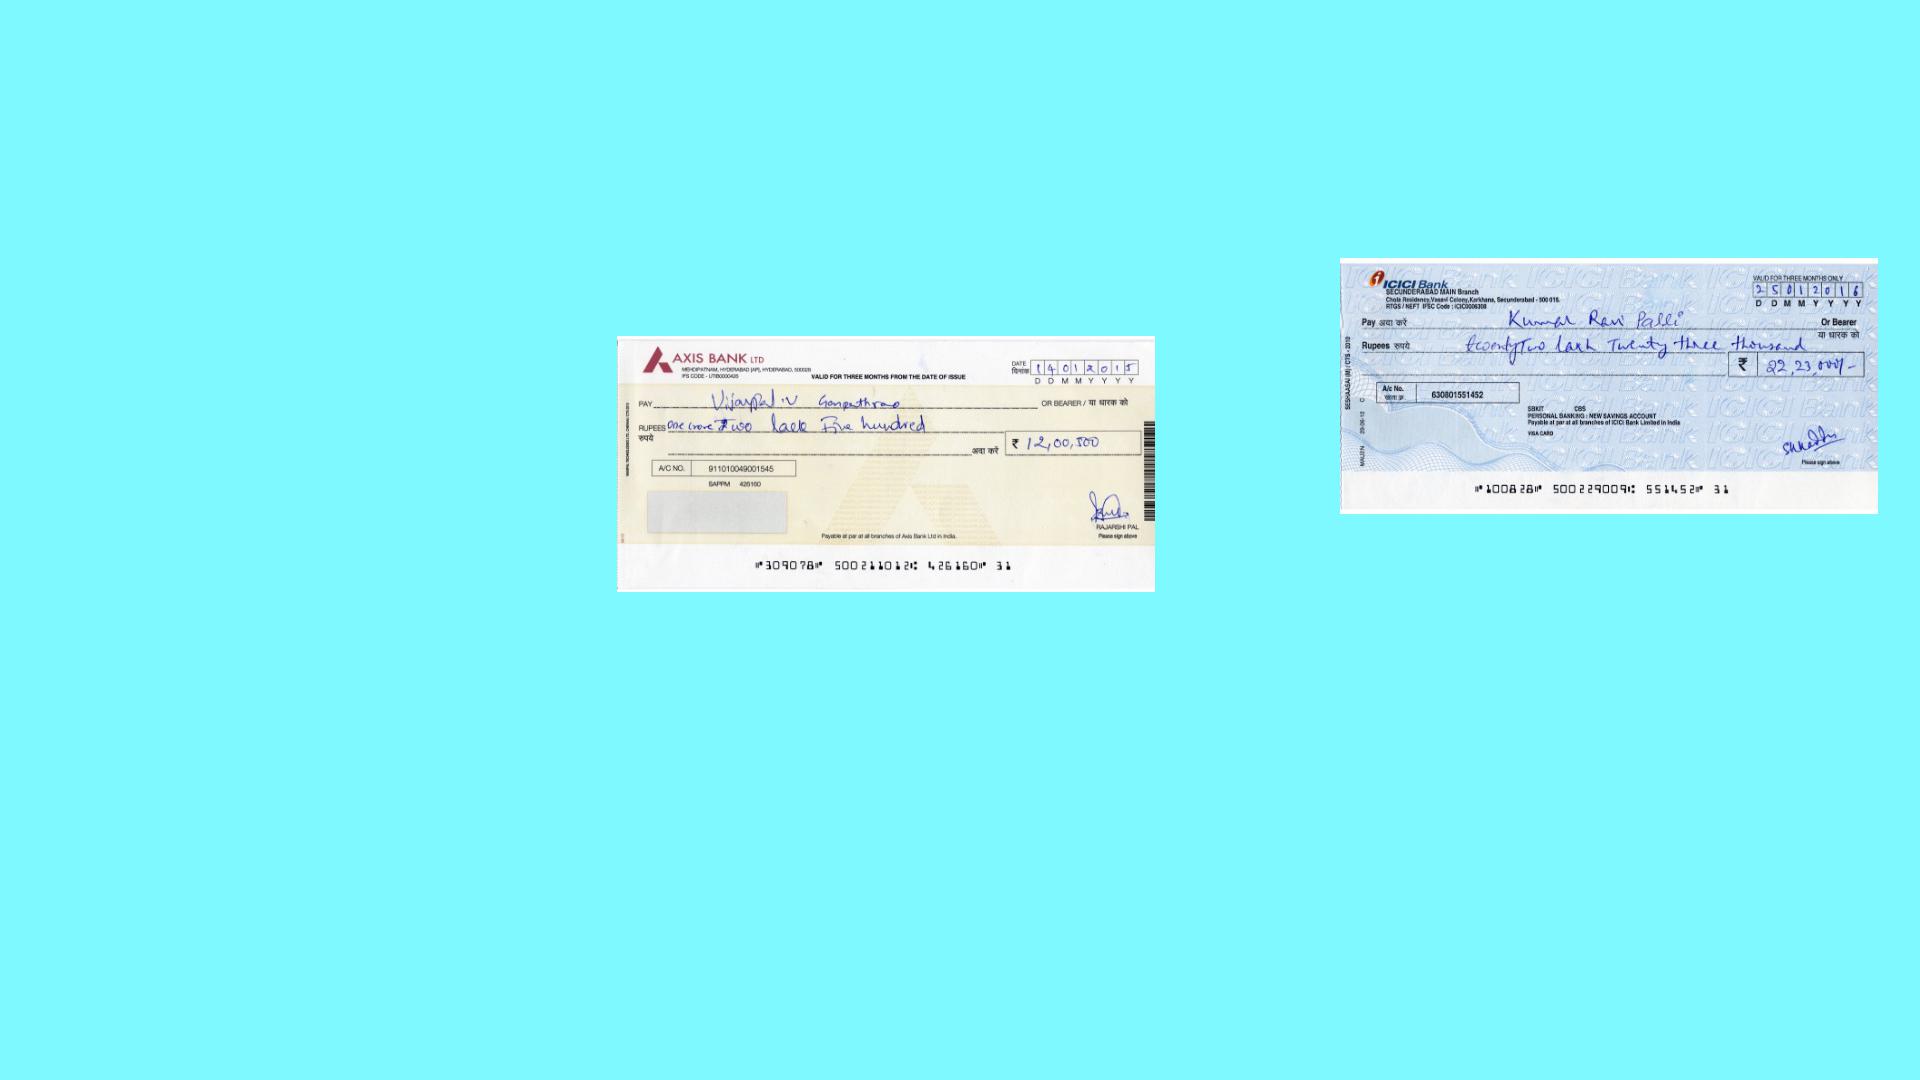 AXIS BANK LTD
MEHDIPATNAM, HYDERABAD [AP], HYDERABAD, 500028
IFS CODE - UTIB0000426
VALID FOR THREE MONTHS FROM THE DATE OF ISSUE
DATE दिनांक 14012015
D D M M Y Y Y Y
PAY Vijaypal.V Ganpathrao OR BEARER / या धारक को
RUPEES रुपये One crore Two lack Five hundred
अदा करें ₹ 12,00,500
A/C NO. 911010049001545
SAPPM 426160
RAJARSHI PAL
Payable at par at all branches of Axis Bank Ltd in India.
Please sign above
⑈309078⑈ 500211012⑆ 426160⑈ 31
ICICI Bank
SECUNDERABAD MAIN Branch
Chota Residency, Vasavi Colony, Karkhana, Secunderabad - 500 015.
RTGS / NEFT IFSC Code : ICIC0006308
VALID FOR THREE MONTHS ONLY
25012016
D D M M Y Y Y Y
Pay अदा करें Kumar Ravi Palli Or Bearer
या धारक को
Rupees रुपये twentyTwo lakh Twenty three thousand
₹ 22,23,000/-
A/c No. खाता क्र. 630801551452
SBKIT CBS
PERSONAL BANKING : NEW SAVINGS ACCOUNT
Payable at par at all branches of ICICI Bank Limited in India
VISA CARD
Please sign above
⑈100828⑈ 500229009⑆ 551452⑈ 31